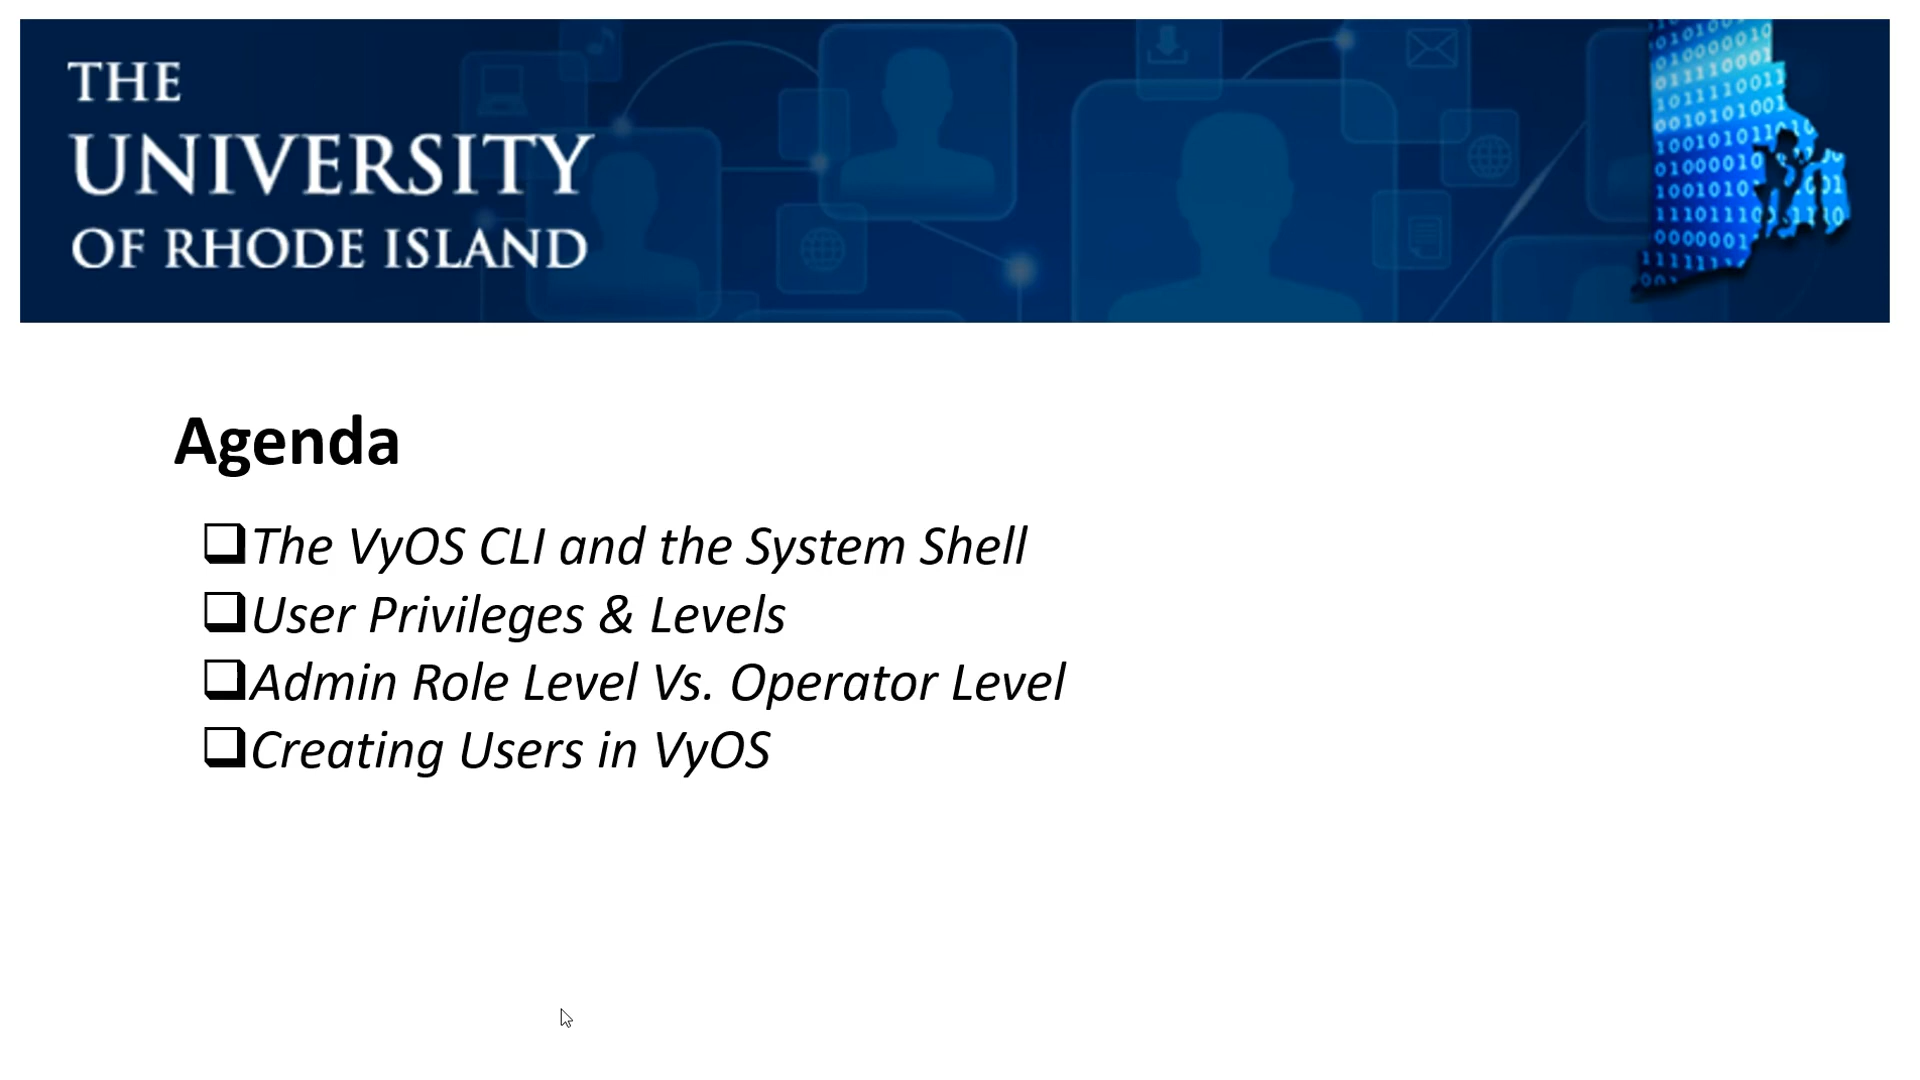 THE
UNIVERSITY
OF RHODE ISLAND
Agenda
❑The VyOS CLI and the System Shell
❑User Privileges & Levels
❑Admin Role Level Vs. Operator Level
❑Creating Users in VyOS